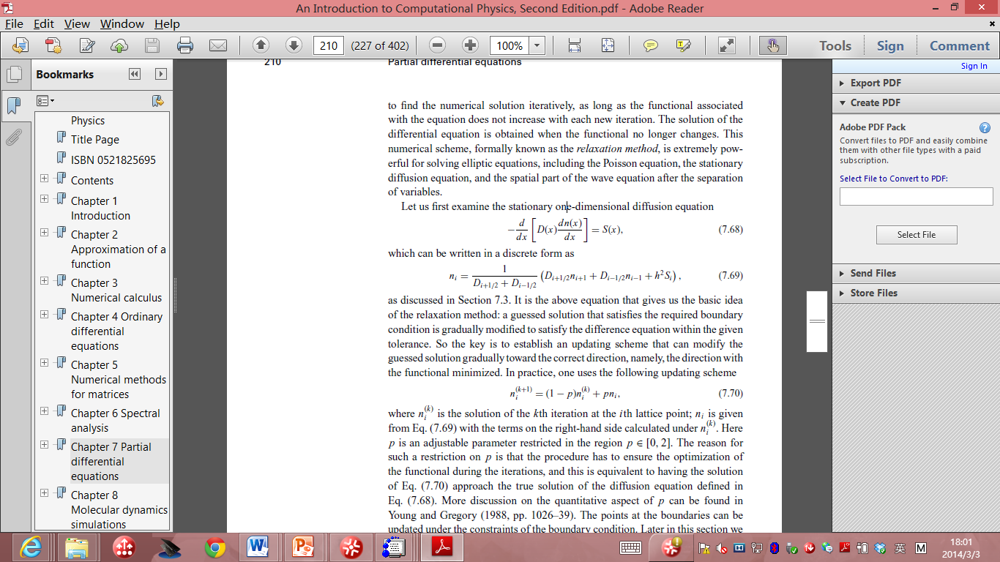 An Introduction to Computational Physics, Second Edition.pdf - Adobe Reader
File Edit View Window Help
210 (227 of 402) 100% Tools Sign Comment
Sign In
Bookmarks
Physics
Title Page
ISBN 0521825695
Contents
Chapter 1
Introduction
Chapter 2
Approximation of a
function
Chapter 3
Numerical calculus
Chapter 4 Ordinary
differential
equations
Chapter 5
Numerical methods
for matrices
Chapter 6 Spectral
analysis
Chapter 7 Partial
differential
equations
Chapter 8
Molecular dynamics
simulations
210 Partial differential equations
to find the numerical solution iteratively, as long as the functional associated
with the equation does not increase with each new iteration. The solution of the
differential equation is obtained when the functional no longer changes. This
numerical scheme, formally known as the relaxation method, is extremely pow-
erful for solving elliptic equations, including the Poisson equation, the stationary
diffusion equation, and the spatial part of the wave equation after the separation
of variables.
Let us first examine the stationary one-dimensional diffusion equation
−d/dx [D(x) dn(x)/dx] = S(x), (7.68)
which can be written in a discrete form as
n_i = 1/(D_{i+1/2} + D_{i−1/2}) (D_{i+1/2}n_{i+1} + D_{i−1/2}n_{i−1} + h²S_i), (7.69)
as discussed in Section 7.3. It is the above equation that gives us the basic idea
of the relaxation method: a guessed solution that satisfies the required boundary
condition is gradually modified to satisfy the difference equation within the given
tolerance. So the key is to establish an updating scheme that can modify the
guessed solution gradually toward the correct direction, namely, the direction with
the functional minimized. In practice, one uses the following updating scheme
n_i^{(k+1)} = (1 − p)n_i^{(k)} + pn_i, (7.70)
where n_i^{(k)} is the solution of the kth iteration at the ith lattice point; n_i is given
from Eq. (7.69) with the terms on the right-hand side calculated under n_i^{(k)}. Here
p is an adjustable parameter restricted in the region p ∈ [0, 2]. The reason for
such a restriction on p is that the procedure has to ensure the optimization of
the functional during the iterations, and this is equivalent to having the solution
of Eq. (7.70) approach the true solution of the diffusion equation defined in
Eq. (7.68). More discussion on the quantitative aspect of p can be found in
Young and Gregory (1988, pp. 1026–39). The points at the boundaries can be
updated under the constraints of the boundary condition. Later in this section we
Export PDF
Create PDF
Adobe PDF Pack
Convert files to PDF and easily combine
them with other file types with a paid
subscription.
Select File to Convert to PDF:
Select File
Send Files
Store Files
英 M
18:01
2014/3/3